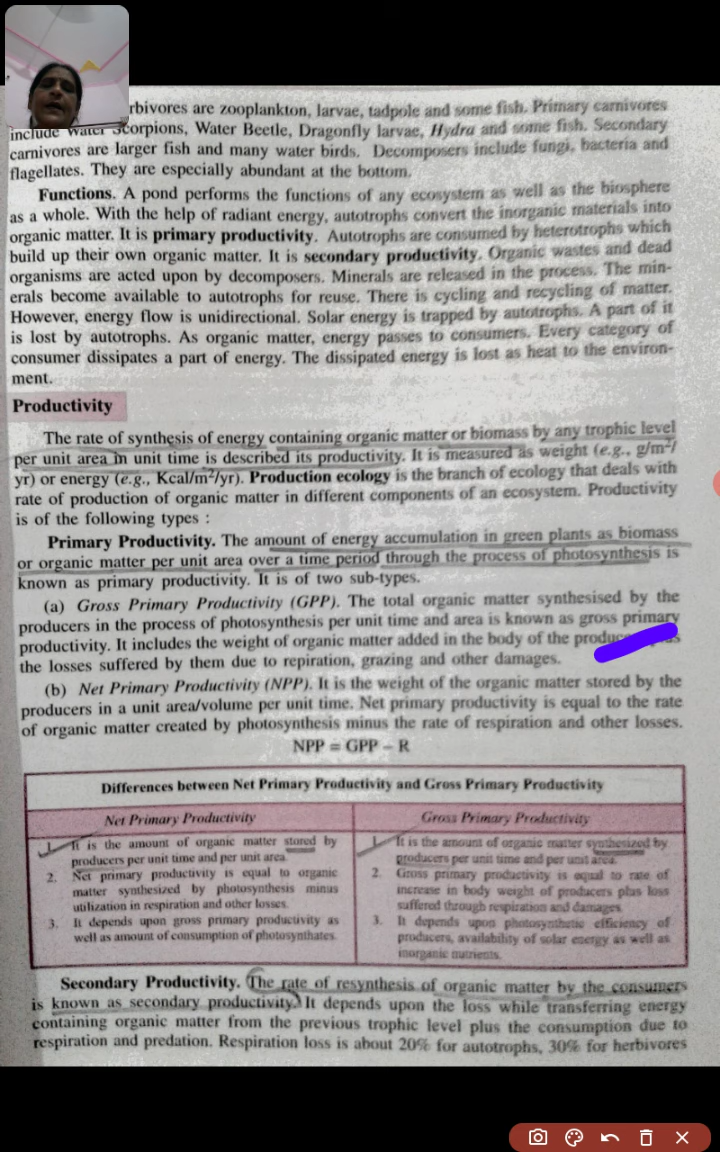 rbivores are zooplankton, larvae, tadpole and some fish. Primary carnivores
include Water Scorpions, Water Beetle, Dragonfly larvae, Hydra and some fish. Secondary
carnivores are larger fish and many water birds. Decomposers include fungi, bacteria and
flagellates. They are especially abundant at the bottom.
Functions. A pond performs the functions of any ecosystem as well as the biosphere
as a whole. With the help of radiant energy, autotrophs convert the inorganic materials into
organic matter. It is primary productivity. Autotrophs are consumed by heterotrophs which
build up their own organic matter. It is secondary productivity. Organic wastes and dead
organisms are acted upon by decomposers. Minerals are released in the process. The min-
erals become available to autotrophs for reuse. There is cycling and recycling of matter.
However, energy flow is unidirectional. Solar energy is trapped by autotrophs. A part of it
is lost by autotrophs. As organic matter, energy passes to consumers. Every category of
consumer dissipates a part of energy. The dissipated energy is lost as heat to the environ-
ment.
Productivity
The rate of synthesis of energy containing organic matter or biomass by any trophic level
per unit area in unit time is described its productivity. It is measured as weight (e.g., g/m²/
yr) or energy (e.g., Kcal/m²/yr). Production ecology is the branch of ecology that deals with
rate of production of organic matter in different components of an ecosystem. Productivity
is of the following types :
Primary Productivity. The amount of energy accumulation in green plants as biomass
or organic matter per unit area over a time period through the process of photosynthesis is
known as primary productivity. It is of two sub-types.
(a) Gross Primary Productivity (GPP). The total organic matter synthesised by the
producers in the process of photosynthesis per unit time and area is known as gross primary
productivity. It includes the weight of organic matter added in the body of the
the losses suffered by them due to repiration, grazing and other damages.
(b) Net Primary Productivity (NPP). It is the weight of the organic matter stored by the
producers in a unit area/volume per unit time. Net primary productivity is equal to the rate
of organic matter created by photosynthesis minus the rate of respiration and other losses.
NPP = GPP – R
Differences between Net Primary Productivity and Gross Primary Productivity
Net Primary Productivity
1. It is the amount of organic matter stored by
producers per unit time and per unit area.
2. Net primary productivity is equal to organic
matter synthesized by photosynthesis minus
utilization in respiration and other losses.
3. It depends upon gross primary productivity as
well as amount of consumption of photosynthates.
Gross Primary Productivity
1. It is the amount of organic matter synthesized by
producers per unit time and per unit area.
2. Gross primary productivity is equal to rate of
increase in body weight of producers plus loss
suffered through respiration and damages.
3. It depends upon photosynthetic efficiency of
producers, availability of solar energy as well as
inorganic nutrients.
Secondary Productivity. The rate of resynthesis of organic matter by the consumers
is known as secondary productivity. It depends upon the loss while transferring energy
containing organic matter from the previous trophic level plus the consumption due to
respiration and predation. Respiration loss is about 20% for autotrophs, 30% for herbivores